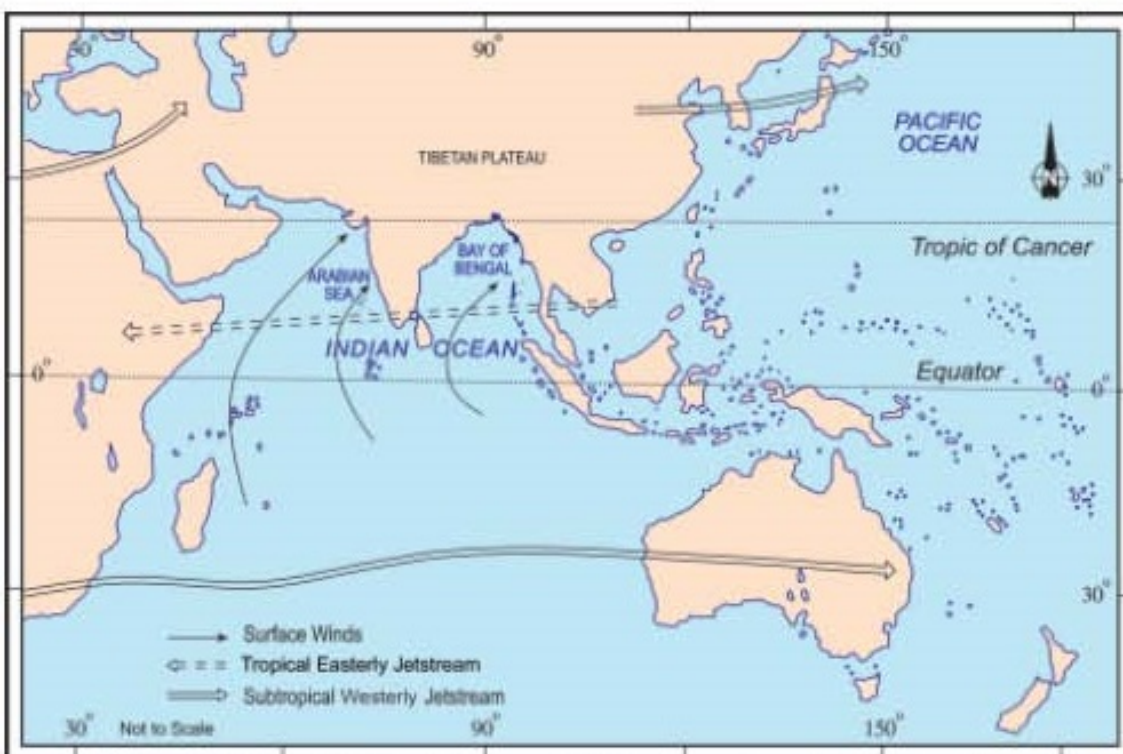 30°
90°
150°
PACIFIC
OCEAN
TIBETAN PLATEAU
N
30°
Tropic of Cancer
BAY OF
BENGAL
ARABIAN
SEA
INDIAN OCEAN
Equator
0°
0°
30°
Surface Winds
Tropical Easterly Jetstream
Subtropical Westerly Jetstream
30°
Not to Scale
90°
150°